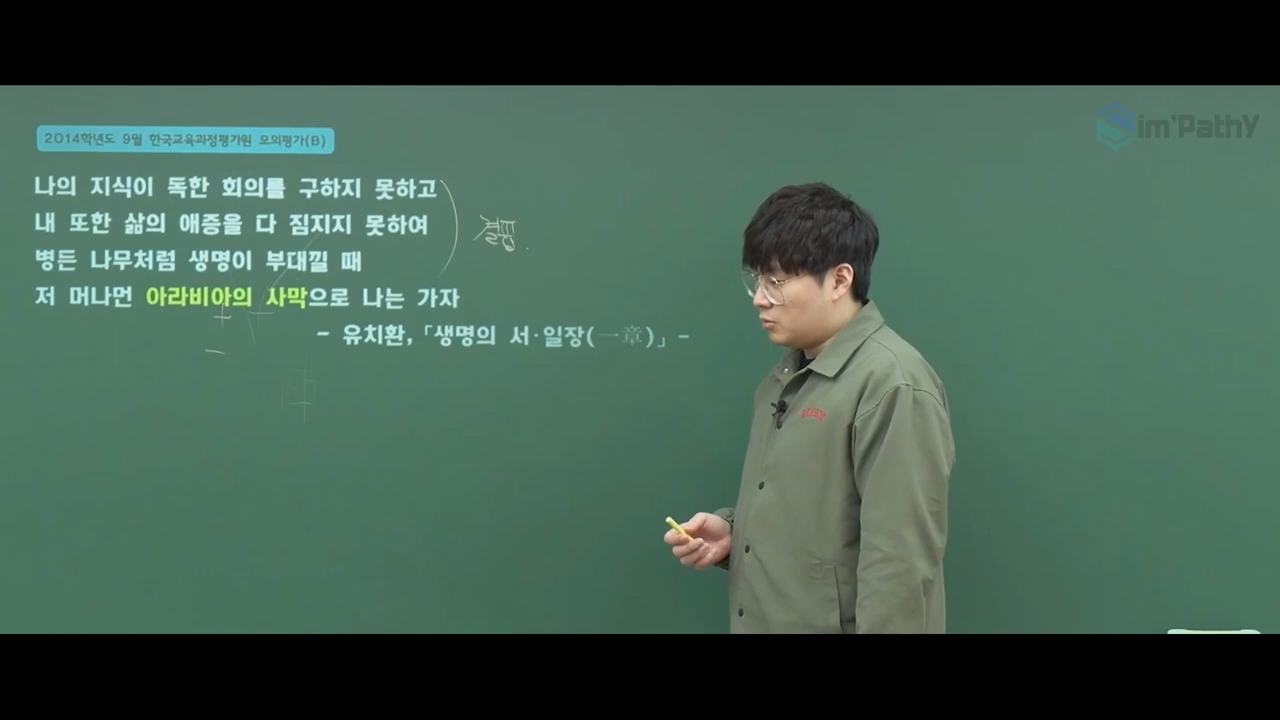 2014학년도 9월 한국교육과정평가원 모의평가(B)
나의 지식이 독한 회의를 구하지 못하고
내 또한 삶의 애증을 다 짐지지 못하여
병든 나무처럼 생명이 부대낄 때
저 머나먼 아라비아의 사막으로 나는 가자
- 유치환, 「생명의 서·일장(一章)」 -
결핍
im*PathY